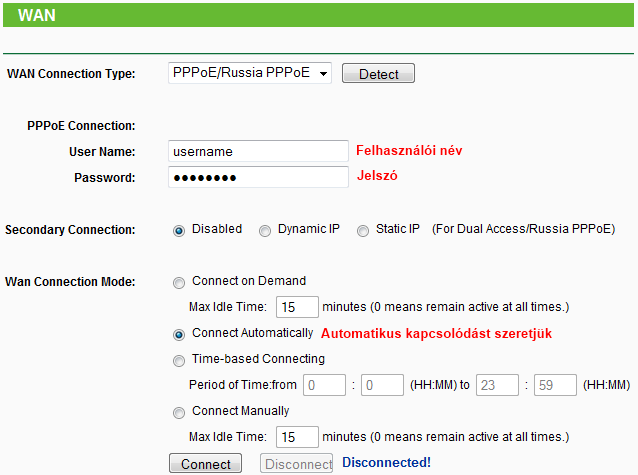 WAN
WAN Connection Type: PPPoE/Russia PPPoE Detect
PPPoE Connection:
User Name: username Felhasználói név
Password: ●●●●●●●● Jelszó
Secondary Connection: Disabled Dynamic IP Static IP (For Dual Access/Russia PPPoE)
Wan Connection Mode: Connect on Demand
Max Idle Time: 15 minutes (0 means remain active at all times.)
Connect Automatically Automatikus kapcsolódást szeretjük
Time-based Connecting
Period of Time:from 0 : 0 (HH:MM) to 23 : 59 (HH:MM)
Connect Manually
Max Idle Time: 15 minutes (0 means remain active at all times.)
Connect Disconnect Disconnected!